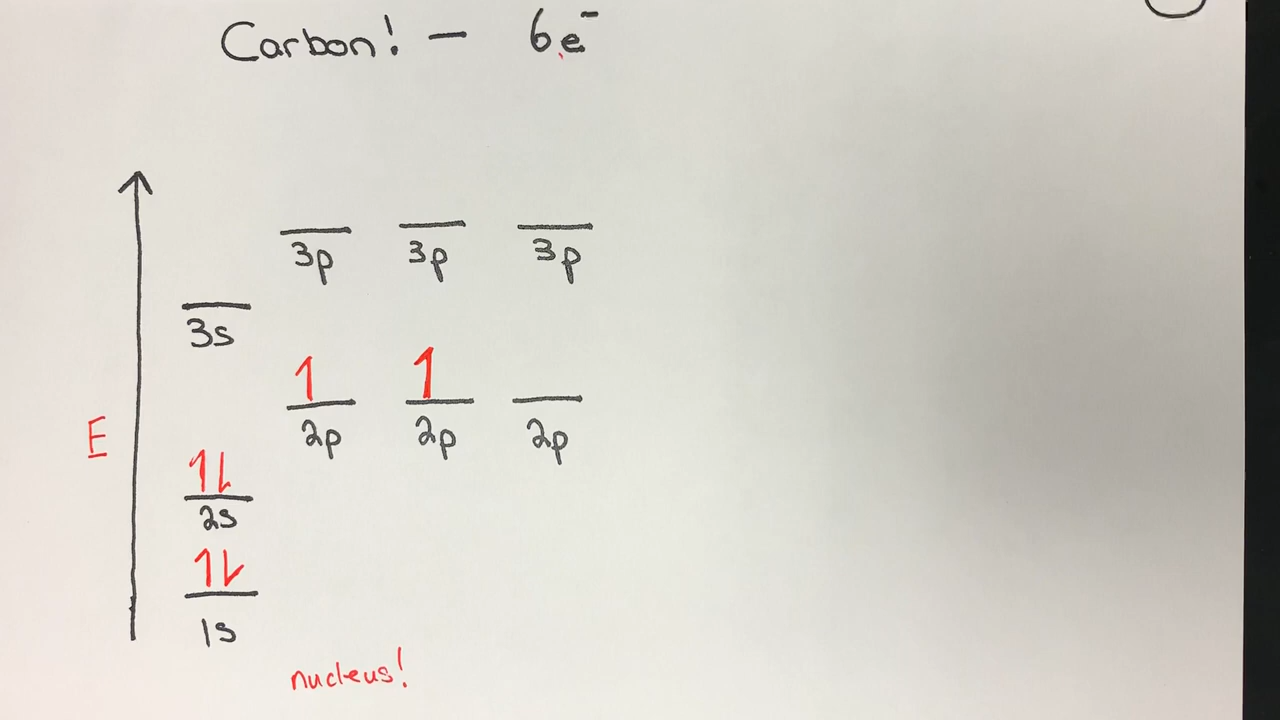 Carbon! - 6e⁻
3p 3p 3p
3s
2p 2p 2p
E
2s
1s
nucleus!